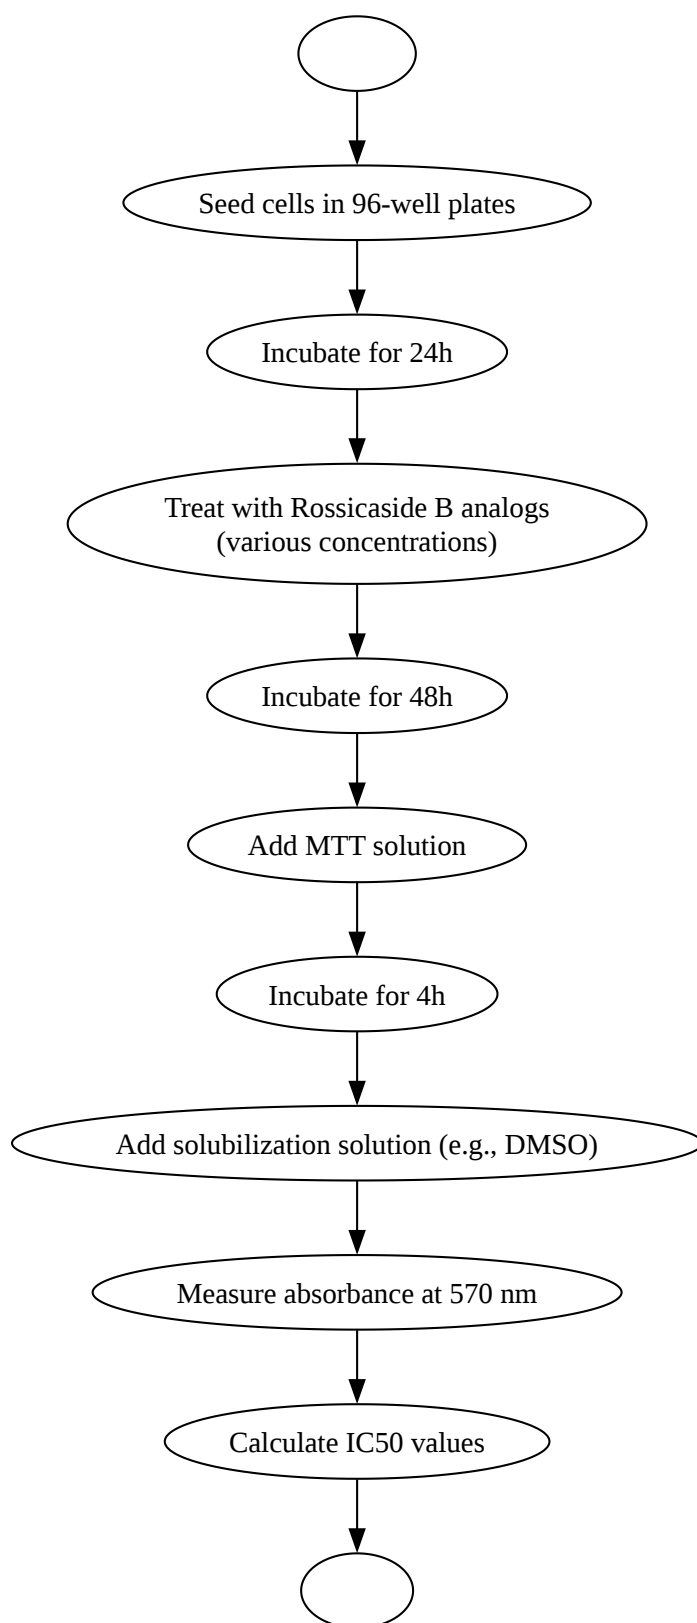 Seed cells in 96-well plates
Incubate for 24h
Treat with Rossicaside B analogs
(various concentrations)
Incubate for 48h
Add MTT solution
Incubate for 4h
Add solubilization solution (e.g., DMSO)
Measure absorbance at 570 nm
Calculate IC50 values